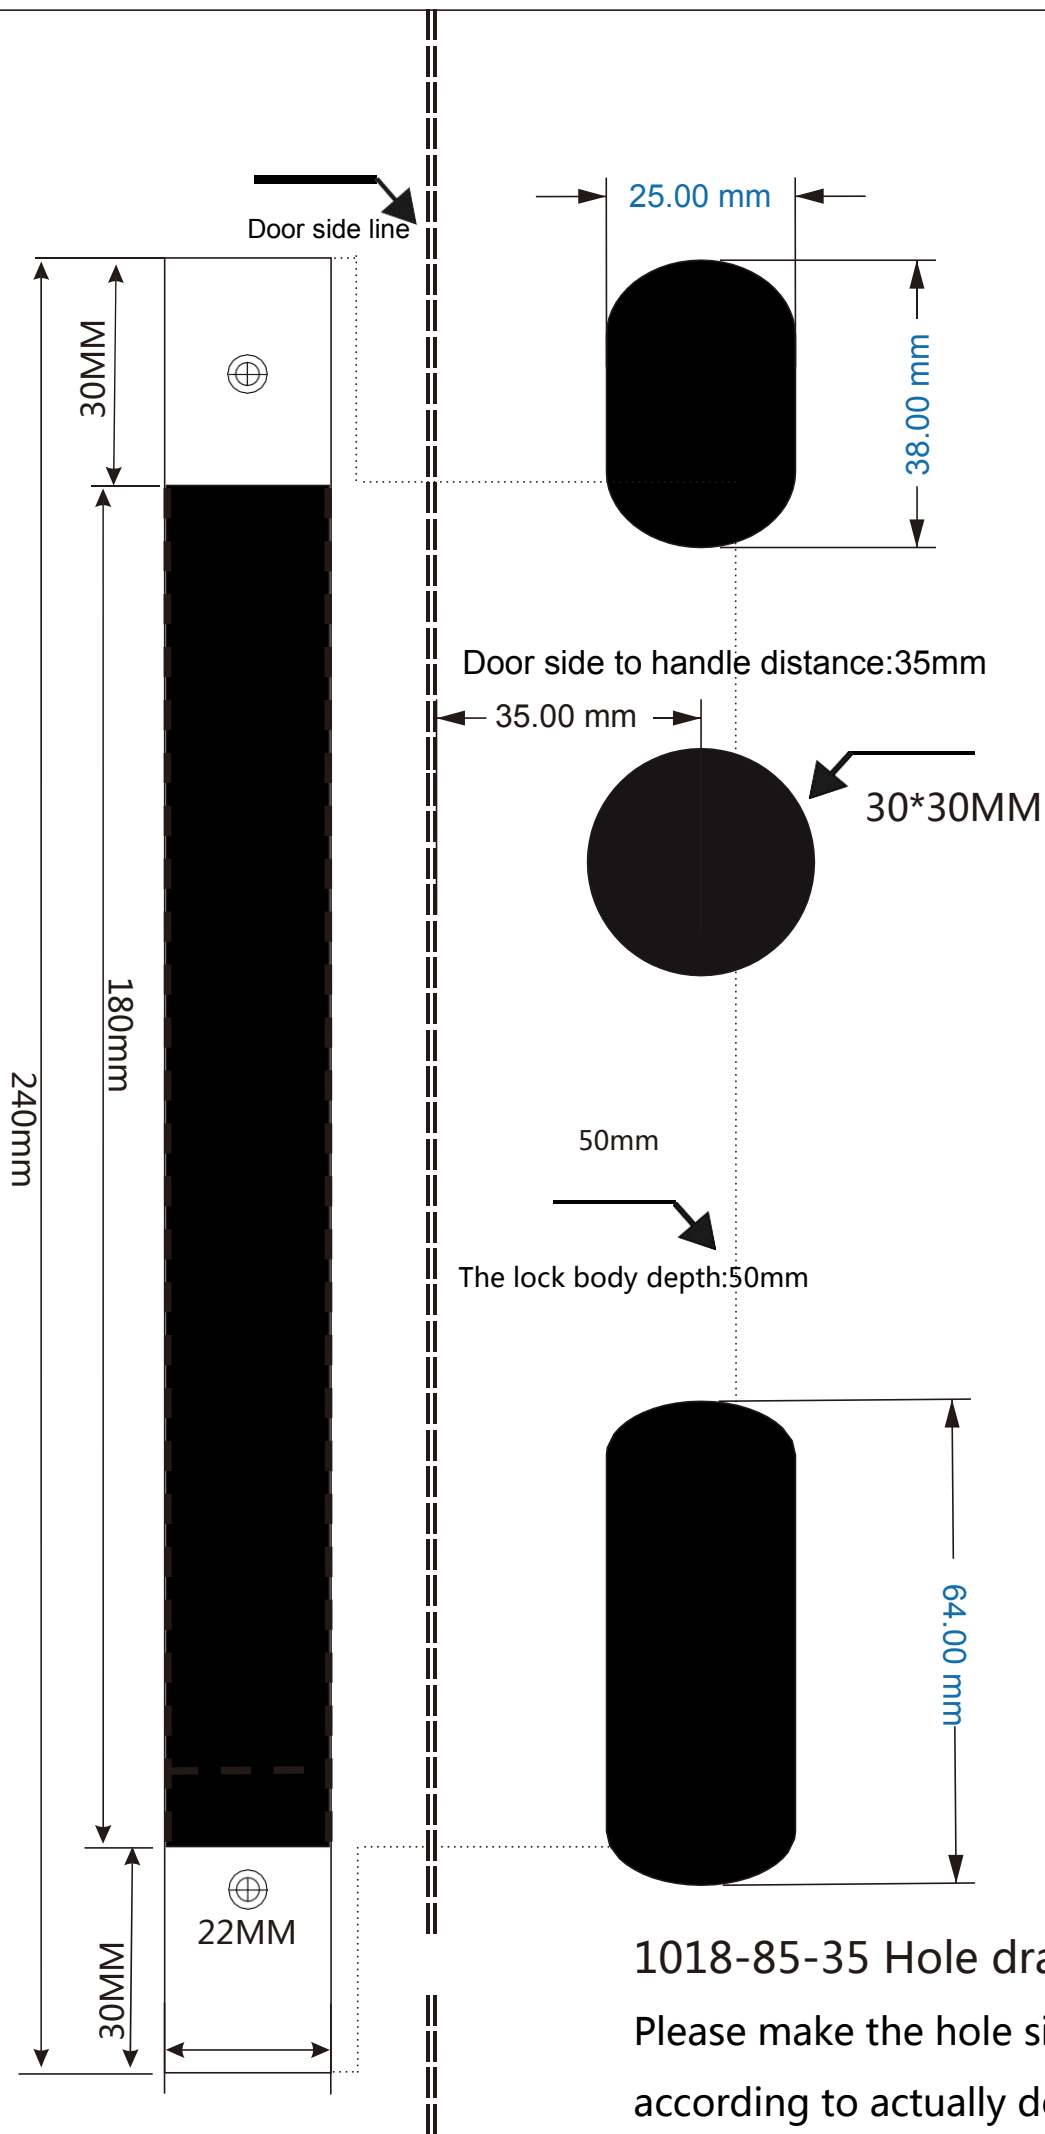 25.00 mm
Door side line
30MM
38.00 mm
Door side to handle distance:35mm
35.00 mm
30*30MM
180mm
240mm
50mm
The lock body depth:50mm
64.00 mm
22MM
30MM
1018-85-35 Hole
Please make the hole
according to actually